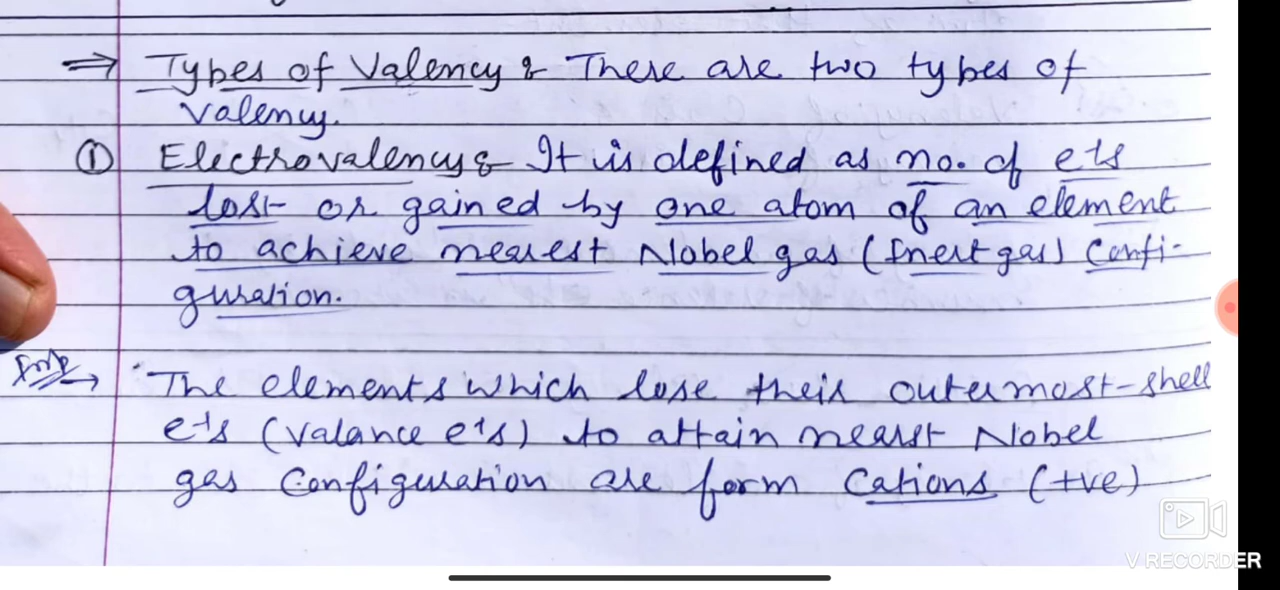 ⇒ Types of Valency :- There are two types of
valency.
① Electrovalency :- It is defined as no. of e⁻s
lost or gained by one atom of an element
to achieve nearest Nobel gas (Inert gas) Confi-
guration.
Imp → The elements which lose their outermost-shell
e⁻s (valance e⁻s) to attain nearst Nobel
gas Configuration are form Cations (+ve)
V RECORDER